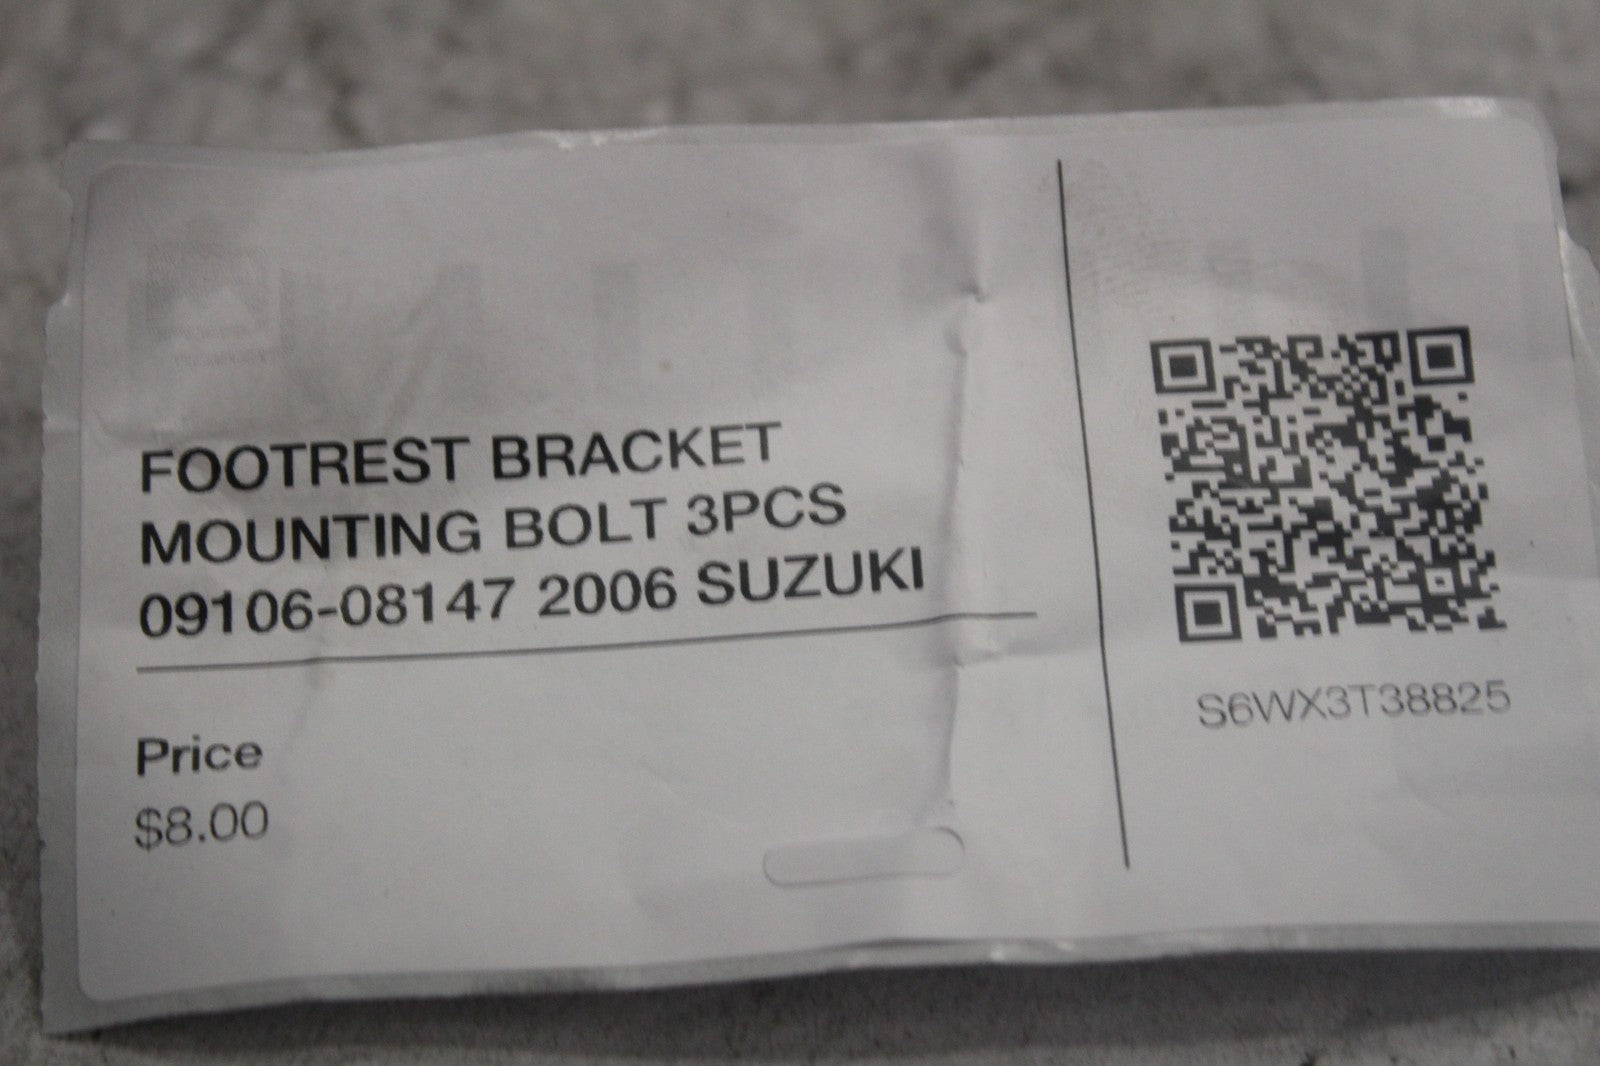 FOOTREST BRACKET
MOUNTING BOLT 3PCS
09106-08147 2006 SUZUKI
Price
$8.00
S6WX3T38825